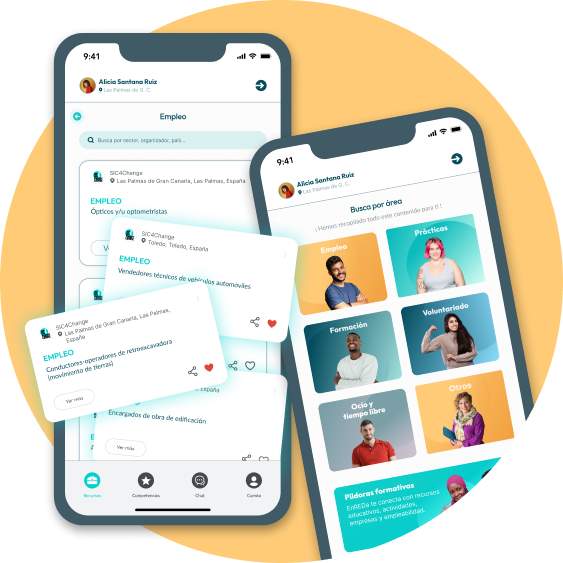 9:41
Alicia Santana Ruiz
Las Palmas de G. C.
Empleo
Busca por sector, organizador, país...
SIC4Change
Las Palmas de Gran Canaria, Las Palmas, España
EMPLEO
Ópticos y/u optometristas
SIC4Change
Toledo, Toledo, España
EMPLEO
Vendedores técnicos de vehículos automoviles
SIC4Change
Las Palmas de Gran Canaria, Las Palmas,
España
EMPLEO
Conductores-operadores de retroexcavadora
(movimiento de tierras)
Ver más
España
Encargados de obra de edificación
Ver más
Recursos
Competencias
Chat
Cuenta
9:41
Alicia Santana Ruiz
Las Palmas de G. C.
Busca por área
¡ Hemos recopilado todo este contenido para ti !
Empleo
Prácticas
Formación
Voluntariado
Ocio y
tiempo libre
Otros
Píldoras formativas
EnREDa te conecta con recursos
educativos, actividades,
empresas y empleabilidad.